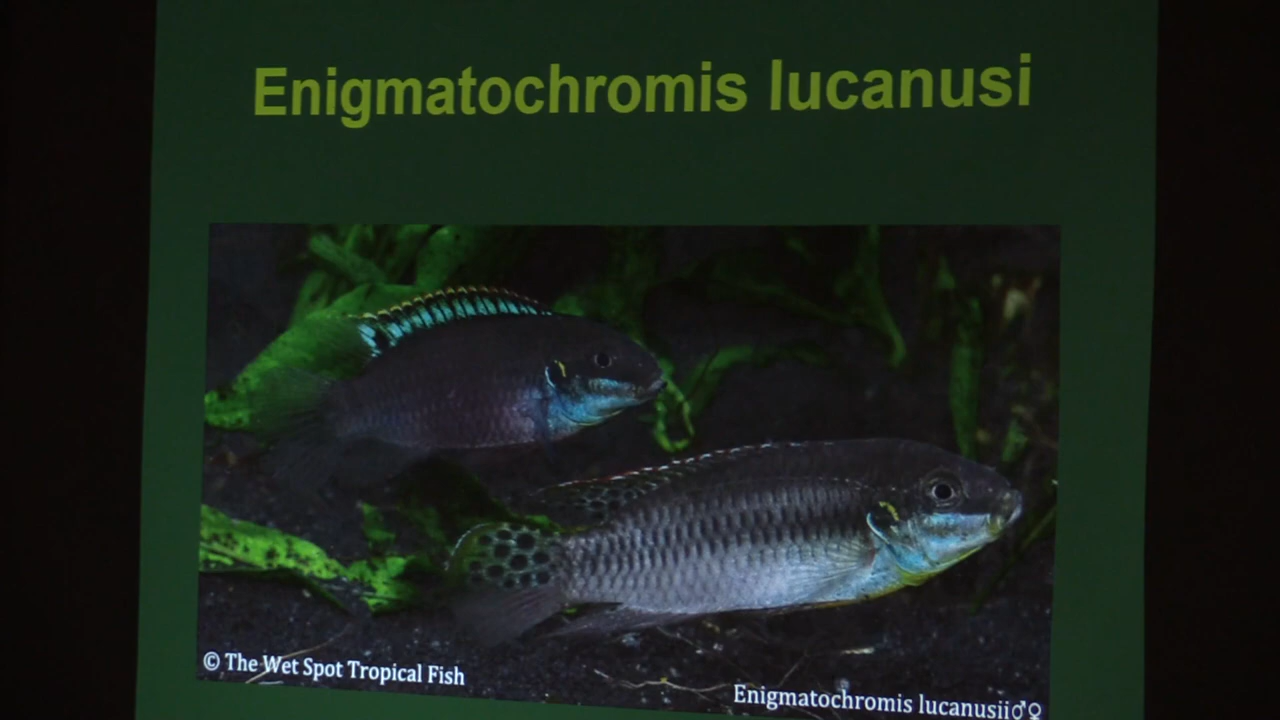 Enigmatochromis lucanusi
© The Wet Spot Tropical Fish
Enigmatochromis lucanusii♂♀